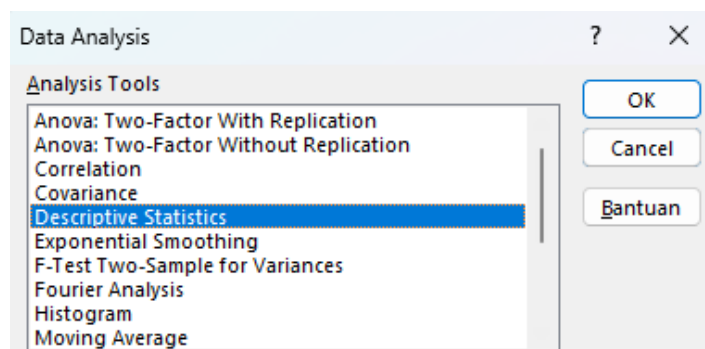 Data Analysis ? ×
Analysis Tools
Anova: Two-Factor With Replication
Anova: Two-Factor Without Replication
Correlation
Covariance
Descriptive Statistics
Exponential Smoothing
F-Test Two-Sample for Variances
Fourier Analysis
Histogram
Moving Average
OK
Cancel
Bantuan